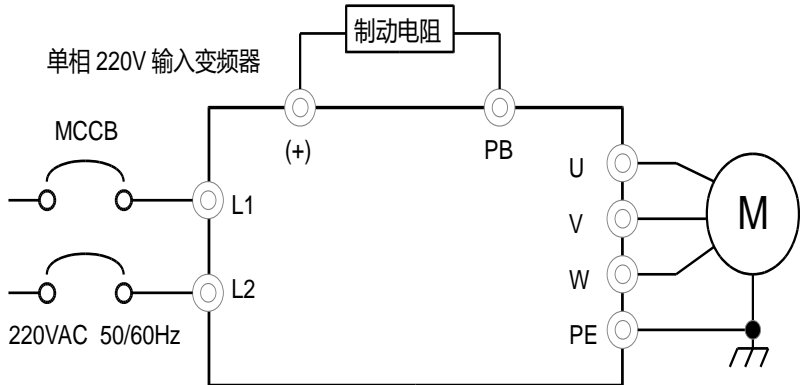 制动电阻
单相 220V 输入变频器
MCCB
(+)
PB
U
L1
V
M
W
L2
PE
220VAC 50/60Hz